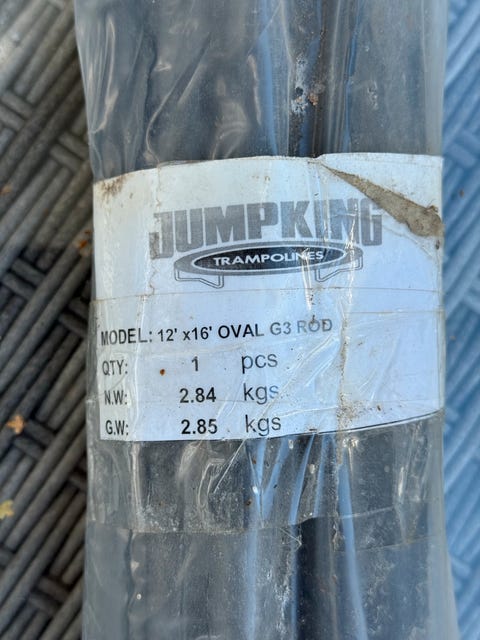 JUMPKING
TRAMPOLINES
MODEL: 12' x16' OVAL G3 ROD
QTY: 1 pcs
N.W: 2.84 kgs
G.W: 2.85 kgs